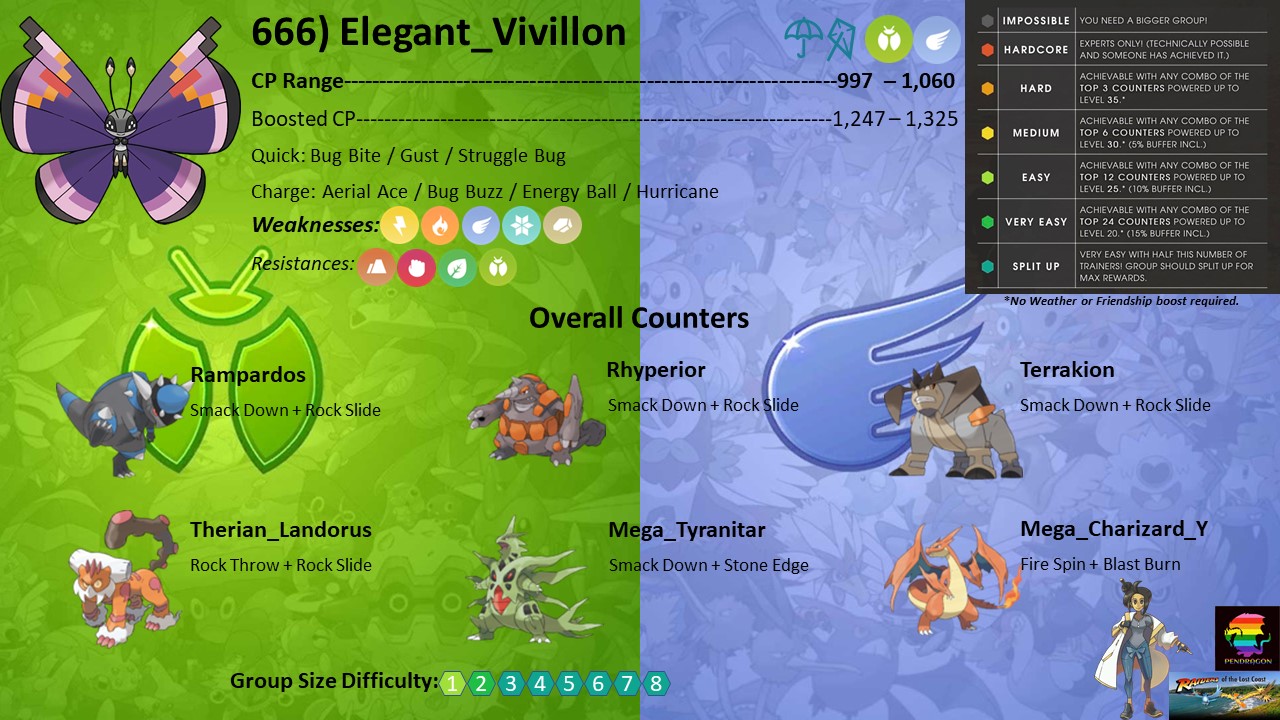 666) Elegant_Vivillon
CP Range------------------------------------------------------------------------------------997 – 1,060
Boosted CP--------------------------------------------------------------------------------1,247 – 1,325
Quick: Bug Bite / Gust / Struggle Bug
Charge: Aerial Ace / Bug Buzz / Energy Ball / Hurricane
Weaknesses:
Resistances:
IMPOSSIBLE YOU NEED A BIGGER GROUP!
HARDCORE EXPERTS ONLY! (TECHNICALLY POSSIBLE
AND SOMEONE HAS ACHIEVED IT.)
HARD ACHIEVABLE WITH ANY COMBO OF THE
TOP 3 COUNTERS POWERED UP TO
LEVEL 35.*
MEDIUM ACHIEVABLE WITH ANY COMBO OF THE
TOP 6 COUNTERS POWERED UP TO
LEVEL 30.* (5% BUFFER INCL.)
EASY ACHIEVABLE WITH ANY COMBO OF THE
TOP 12 COUNTERS POWERED UP TO
LEVEL 25.* (10% BUFFER INCL.)
VERY EASY ACHIEVABLE WITH ANY COMBO OF THE
TOP 24 COUNTERS POWERED UP TO
LEVEL 20.* (15% BUFFER INCL.)
SPLIT UP VERY EASY WITH HALF THIS NUMBER OF
TRAINERS! GROUP SHOULD SPLIT UP FOR
MAX REWARDS.
*No Weather or Friendship boost required.
Overall Counters
Rampardos
Smack Down + Rock Slide
Rhyperior
Smack Down + Rock Slide
Terrakion
Smack Down + Rock Slide
Therian_Landorus
Rock Throw + Rock Slide
Mega_Tyranitar
Smack Down + Stone Edge
Mega_Charizard_Y
Fire Spin + Blast Burn
Group Size Difficulty: 1 2 3 4 5 6 7 8
PENDRAGON
RAIDERS of the Lost Coast